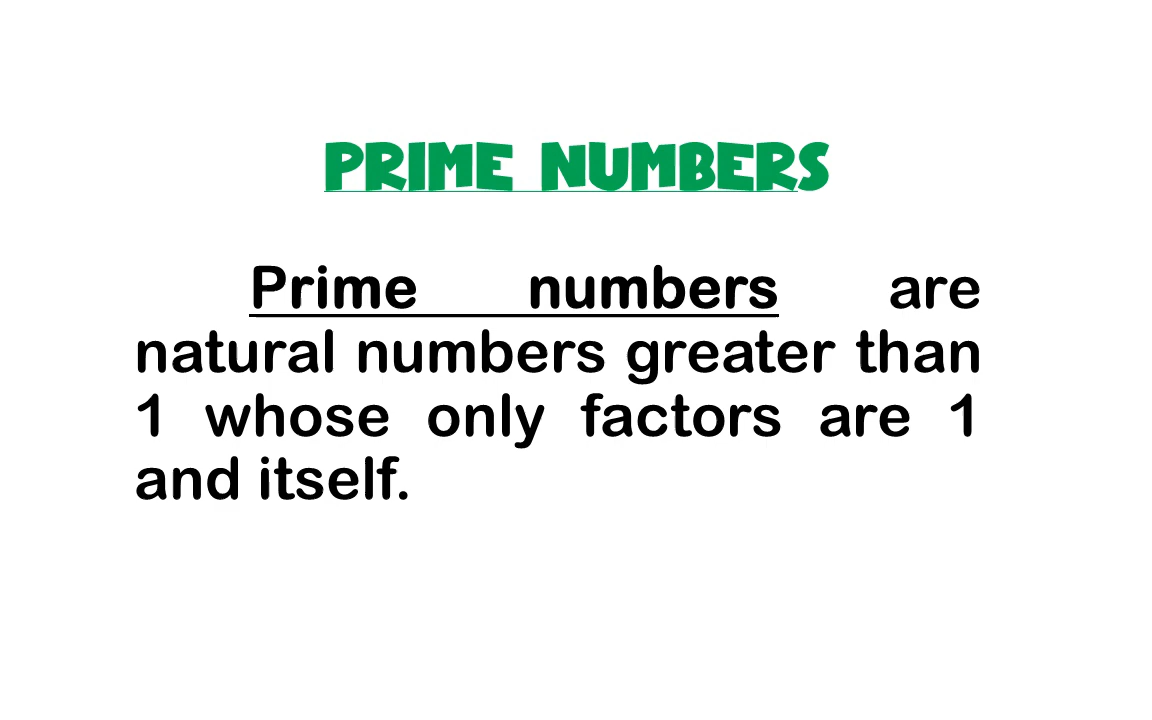 PRIME NUMBERS
Prime numbers are
natural numbers greater than
1 whose only factors are 1
and itself.